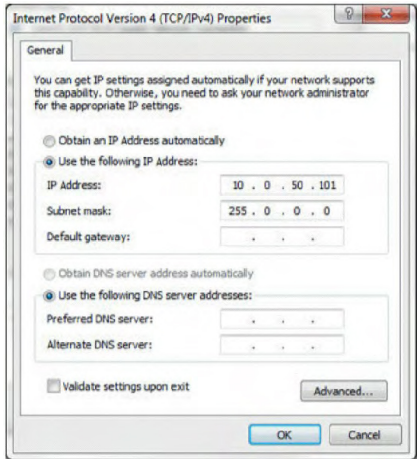 Internet Protocol Version 4 (TCP/IPv4) Properties
General
You can get IP settings assigned automatically if your network supports
this capability. Otherwise, you need to ask your network administrator
for the appropriate IP settings.
Obtain an IP Address automatically
Use the following IP Address:
IP Address: 10 . 0 . 50 . 101
Subnet mask: 255 . 0 . 0 . 0
Default gateway: . . .
Obtain DNS server address automatically
Use the following DNS server addresses:
Preferred DNS server: . . .
Alternate DNS server: . . .
Validate settings upon exit
Advanced...
OK Cancel